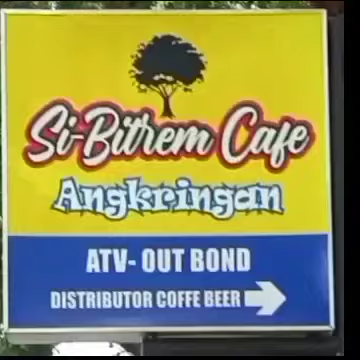 Si-Bitrem Cafe
Angkringan
ATV- OUT BOND
DISTRIBUTOR COFFE BEER